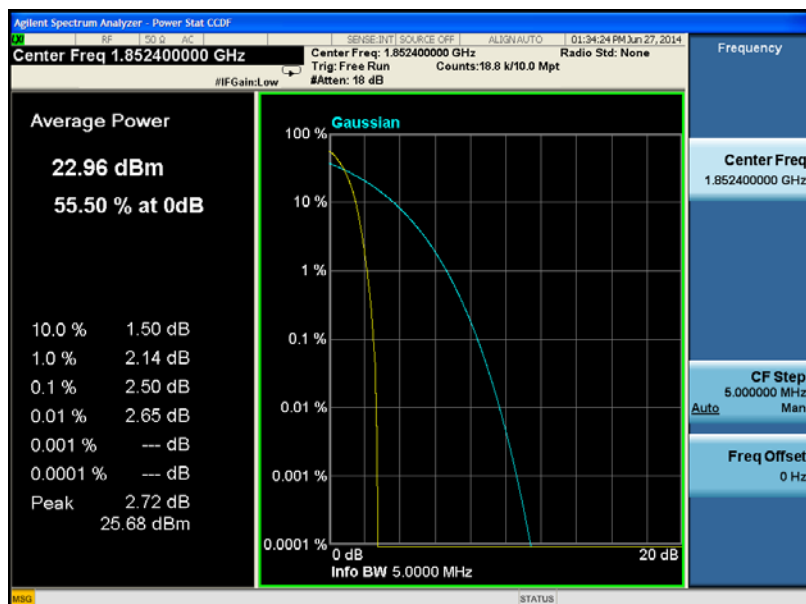 Agilent Spectrum Analyzer - Power Stat CCDF
RF 50 Ω AC SENSE:INT SOURCE OFF ALIGN AUTO 01:34:24 PM Jun 27, 2014
Center Freq 1.852400000 GHz
Center Freq: 1.852400000 GHz Radio Std: None
Trig: Free Run Counts:18.8 k/10.0 Mpt
#IFGain:Low #Atten: 18 dB
Average Power
22.96 dBm
55.50 % at 0dB
10.0 % 1.50 dB
1.0 % 2.14 dB
0.1 % 2.50 dB
0.01 % 2.65 dB
0.001 % --- dB
0.0001 % --- dB
Peak 2.72 dB
25.68 dBm
Gaussian
100 %
10 %
1 %
0.1 %
0.01 %
0.001 %
0.0001 %
0 dB 20 dB
Info BW 5.0000 MHz
Frequency
Center Freq
1.852400000 GHz
CF Step
5.000000 MHz
Auto Man
Freq Offset
0 Hz
MSG STATUS